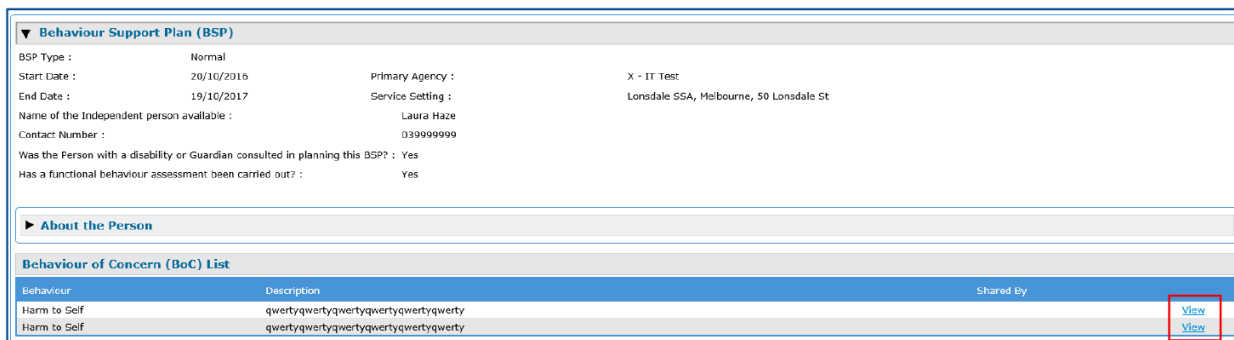 ▼ Behaviour Support Plan (BSP)
BSP Type : Normal
Start Date : 20/10/2016 Primary Agency : X - IT Test
End Date : 19/10/2017 Service Setting : Lonsdale SSA, Melbourne, 50 Lonsdale St
Name of the Independent person available : Laura Haze
Contact Number : 039999999
Was the Person with a disability or Guardian consulted in planning this BSP? : Yes
Has a functional behaviour assessment been carried out? : Yes
▶ About the Person
Behaviour of Concern (BoC) List
Behaviour Description Shared By
Harm to Self qwertyqwertyqwertyqwertyqwertyqwerty View
Harm to Self qwertyqwertyqwertyqwertyqwertyqwerty View